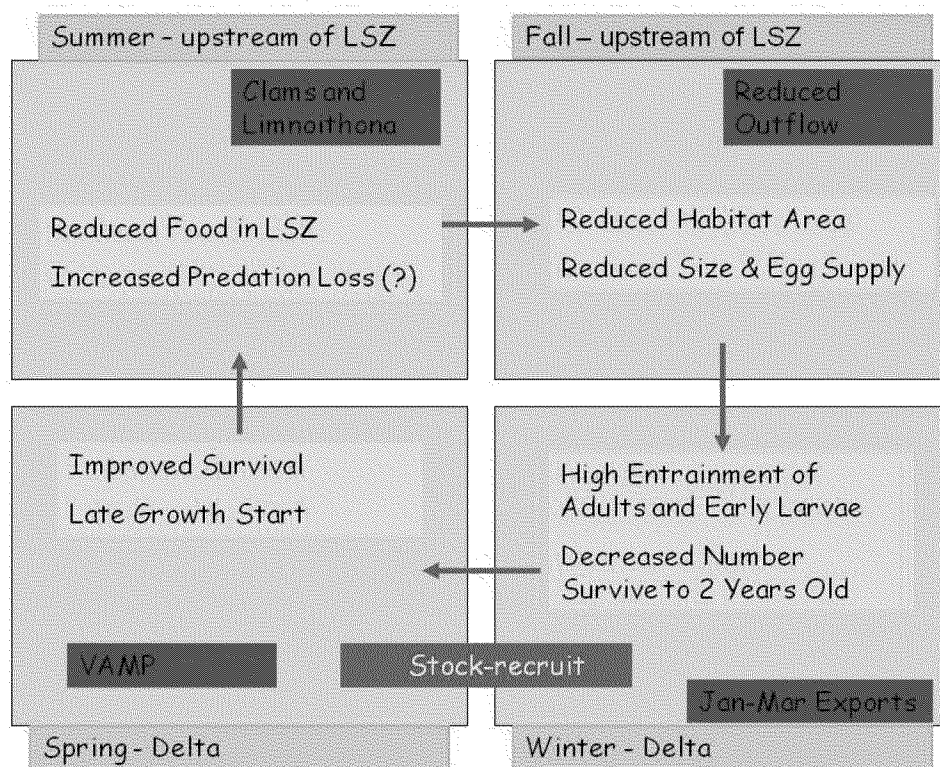 Summer - upstream of LSZ
Clams and
Limnoithona
Reduced Food in LSZ
Increased Predation Loss (?)
Fall – upstream of LSZ
Reduced
Outflow
Reduced Habitat Area
Reduced Size & Egg Supply
Improved Survival
Late Growth Start
VAMP
Spring - Delta
High Entrainment of
Adults and Early Larvae
Decreased Number
Survive to 2 Years Old
Stock-recruit
Jan-Mar Exports
Winter - Delta